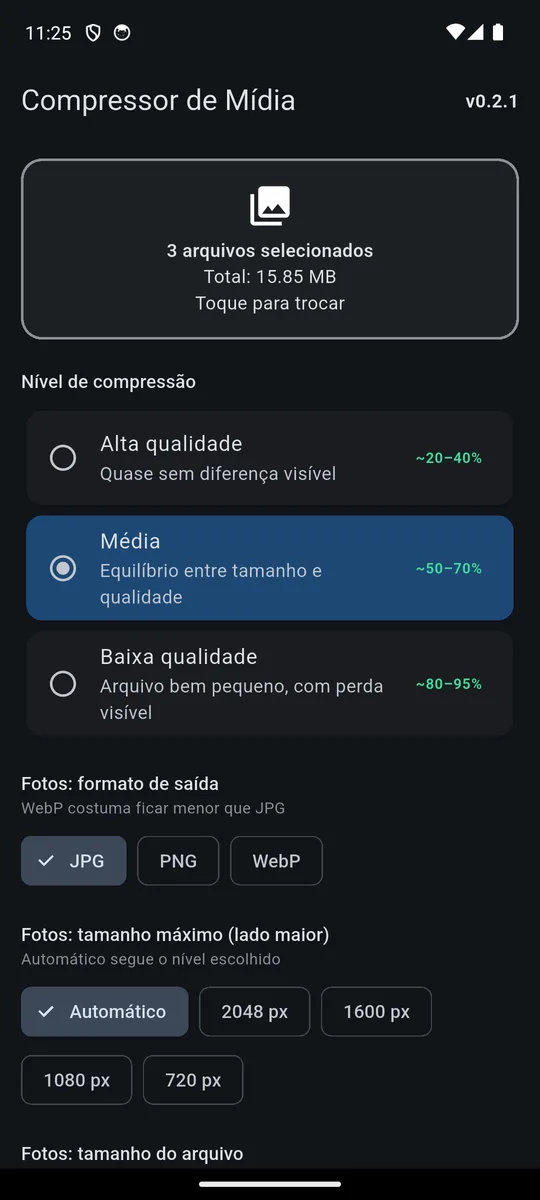 11:25
Compressor de Mídia
v0.2.1
3 arquivos selecionados
Total: 15.85 MB
Toque para trocar
Nível de compressão
Alta qualidade
Quase sem diferença visível
~20–40%
Média
Equilíbrio entre tamanho e
qualidade
~50–70%
Baixa qualidade
Arquivo bem pequeno, com perda
visível
~80–95%
Fotos: formato de saída
WebP costuma ficar menor que JPG
JPG
PNG
WebP
Fotos: tamanho máximo (lado maior)
Automático segue o nível escolhido
Automático
2048 px
1600 px
1080 px
720 px
Fotos: tamanho do arquivo